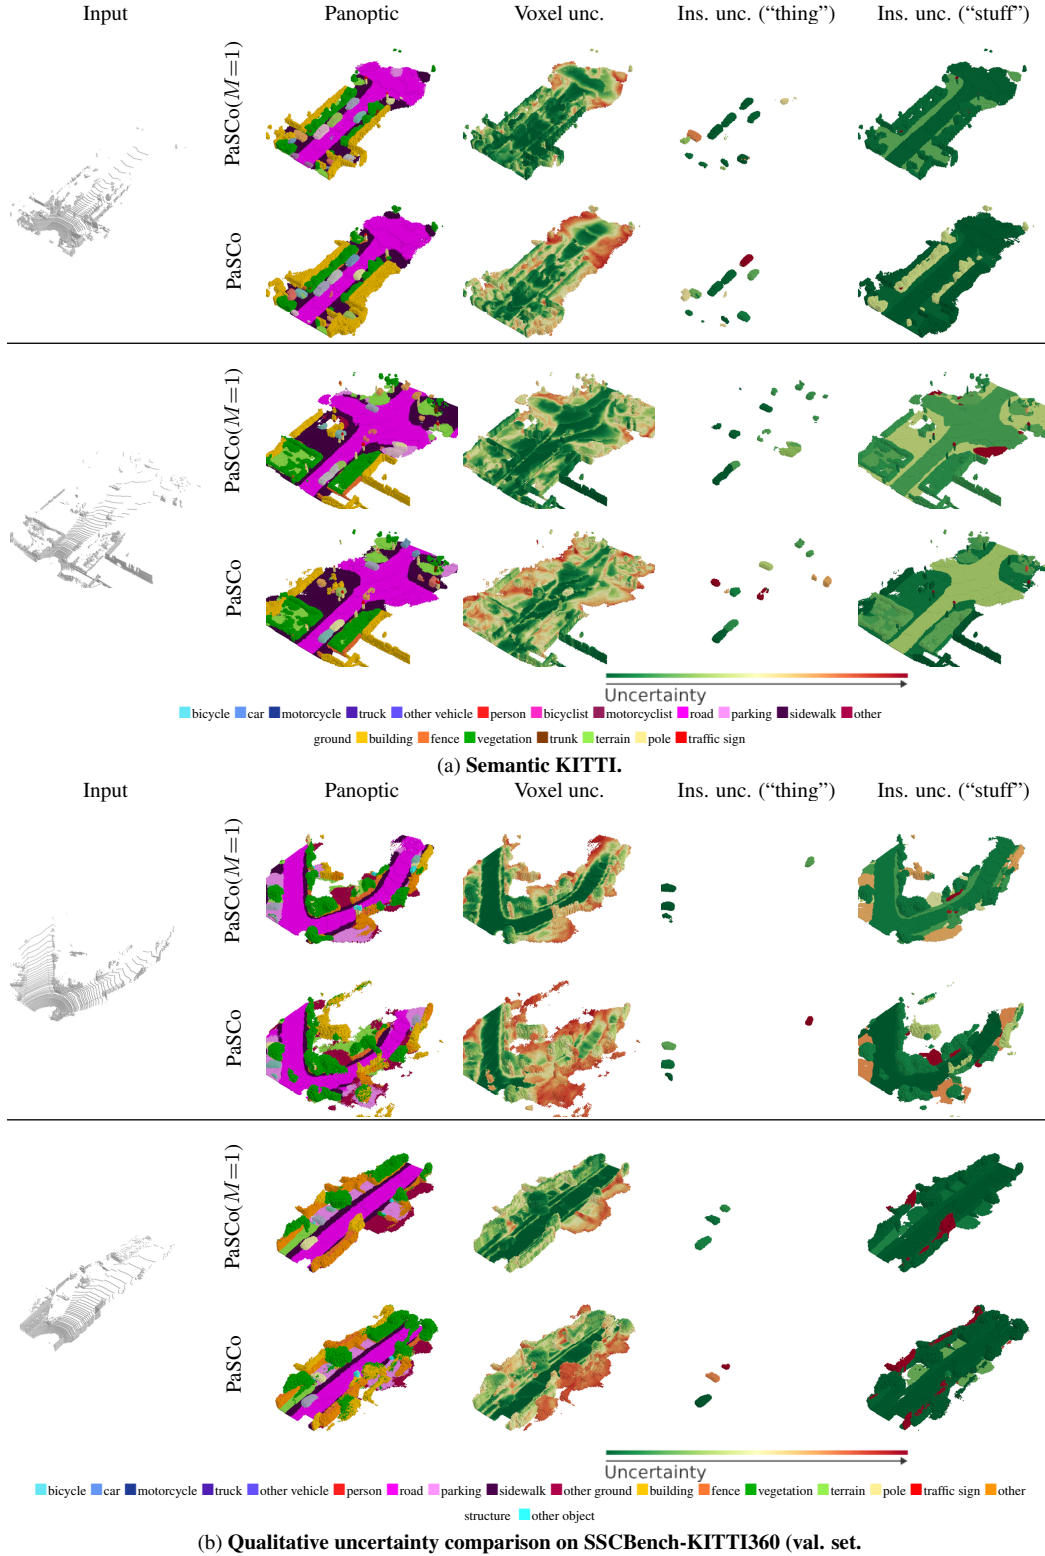 Input Panoptic Voxel unc. Ins. unc. (“thing”) Ins. unc. (“stuff”)
PaSCo(M=1)
PaSCo
PaSCo(M=1)
PaSCo
Uncertainty
bicycle car motorcycle truck other vehicle person bicyclist motorcyclist road parking sidewalk other
ground building fence vegetation trunk terrain pole traffic sign
(a) Semantic KITTI.
Input Panoptic Voxel unc. Ins. unc. (“thing”) Ins. unc. (“stuff”)
PaSCo(M=1)
PaSCo
PaSCo(M=1)
PaSCo
Uncertainty
bicycle car motorcycle truck other vehicle person road parking sidewalk other ground building fence vegetation terrain pole traffic sign other
structure other object
(b) Qualitative uncertainty comparison on SSCBench-KITTI360 (val. set.